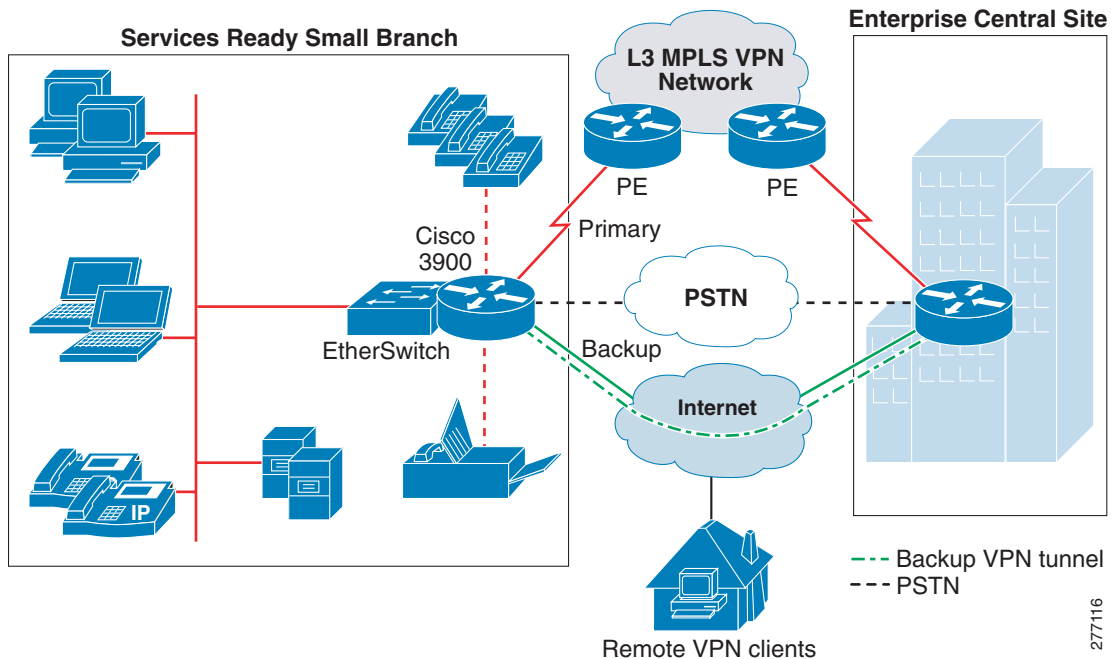 Services Ready Small Branch
Enterprise Central Site
L3 MPLS VPN
Network
PE
PE
Cisco
3900
Primary
PSTN
EtherSwitch
Backup
Internet
IP
Backup VPN tunnel
PSTN
Remote VPN clients
277116